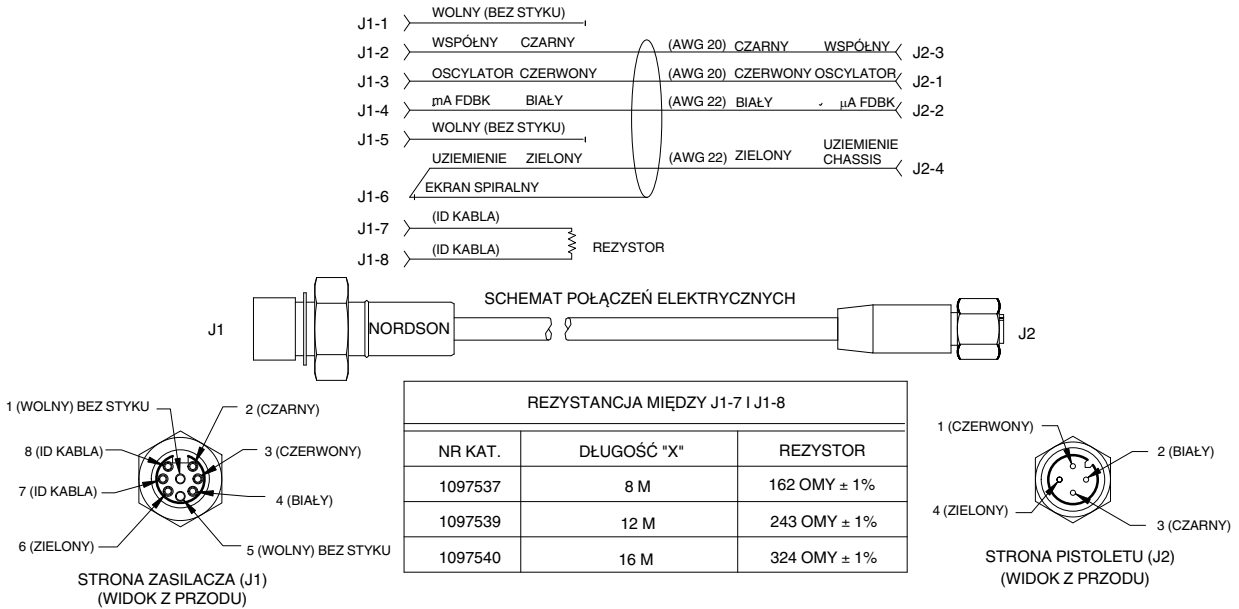 J1-1 WOLNY (BEZ STYKU)
J1-2 WSPÓLNY CZARNY (AWG 20) CZARNY WSPÓLNY J2-3
J1-3 OSCYLATOR CZERWONY (AWG 20) CZERWONY OSCYLATOR J2-1
J1-4 mA FDBK BIAŁY (AWG 22) BIAŁY µA FDBK J2-2
J1-5 WOLNY (BEZ STYKU)
UZIEMIENIE ZIELONY (AWG 22) ZIELONY UZIEMIENIE
CHASSIS J2-4
J1-6 EKRAN SPIRALNY
J1-7 (ID KABLA)
REZYSTOR
J1-8 (ID KABLA)
SCHEMAT POŁĄCZEŃ ELEKTRYCZNYCH
J1 NORDSON J2
1 (WOLNY) BEZ STYKU
2 (CZARNY)
8 (ID KABLA)
3 (CZERWONY)
7 (ID KABLA)
4 (BIAŁY)
6 (ZIELONY)
5 (WOLNY) BEZ STYKU
STRONA ZASILACZA (J1)
(WIDOK Z PRZODU)
REZYSTANCJA MIĘDZY J1-7 I J1-8
NR KAT. DŁUGOŚĆ "X" REZYSTOR
1097537 8 M 162 OMY ± 1%
1097539 12 M 243 OMY ± 1%
1097540 16 M 324 OMY ± 1%
1 (CZERWONY)
2 (BIAŁY)
4 (ZIELONY)
3 (CZARNY)
STRONA PISTOLETU (J2)
(WIDOK Z PRZODU)